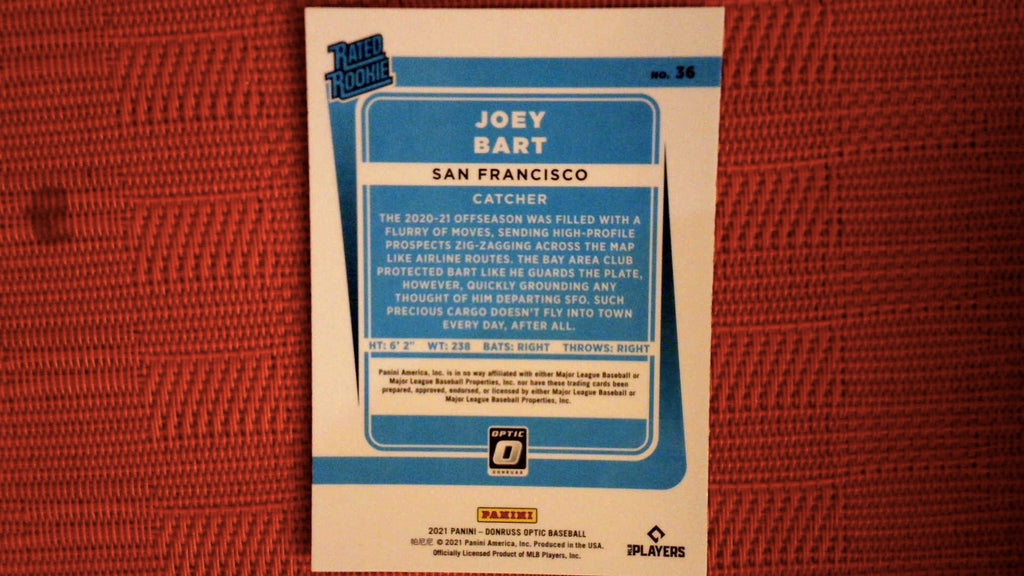 RATED
ROOKIE
NO. 36
JOEY
BART
SAN FRANCISCO
CATCHER
THE 2020-21 OFFSEASON WAS FILLED WITH A
FLURRY OF MOVES, SENDING HIGH-PROFILE
PROSPECTS ZIG-ZAGGING ACROSS THE MAP
LIKE AIRLINE ROUTES. THE BAY AREA CLUB
PROTECTED BART LIKE HE GUARDS THE PLATE,
HOWEVER, QUICKLY GROUNDING ANY
THOUGHT OF HIM DEPARTING SFO. SUCH
PRECIOUS CARGO DOESN'T FLY INTO TOWN
EVERY DAY, AFTER ALL.
HT: 6' 2" WT: 238 BATS: RIGHT THROWS: RIGHT
Panini America, Inc. is in no way affiliated with either Major League Baseball or
Major League Baseball Properties, Inc. nor have these trading cards been
prepared, approved, endorsed, or licensed by either Major League Baseball or
Major League Baseball Properties, Inc.
OPTIC
O
DONRUSS
PANINI
2021 PANINI – DONRUSS OPTIC BASEBALL
帕尼尼 © 2021 Panini America, Inc. Produced in the USA.
Officially Licensed Product of MLB Players, Inc.
MLB PLAYERS